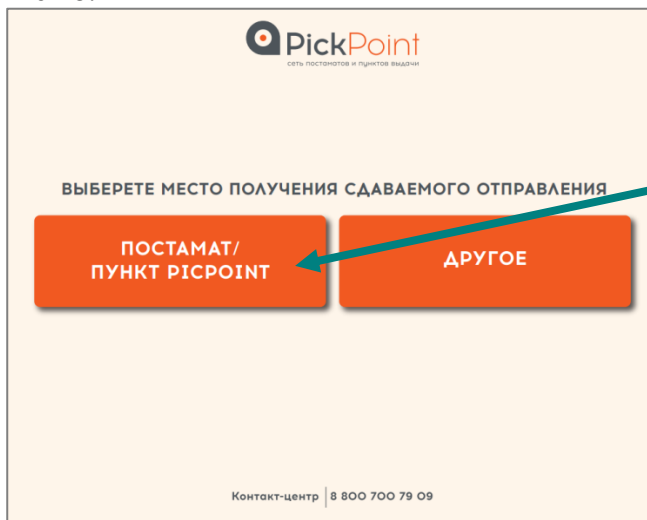 PickPoint
сеть постаматов и пунктов выдачи
ВЫБЕРЕТЕ МЕСТО ПОЛУЧЕНИЯ СДАВАЕМОГО ОТПРАВЛЕНИЯ
ПОСТАМАТ/
ПУНКТ PICPOINT
ДРУГОЕ
Контакт-центр | 8 800 700 79 09